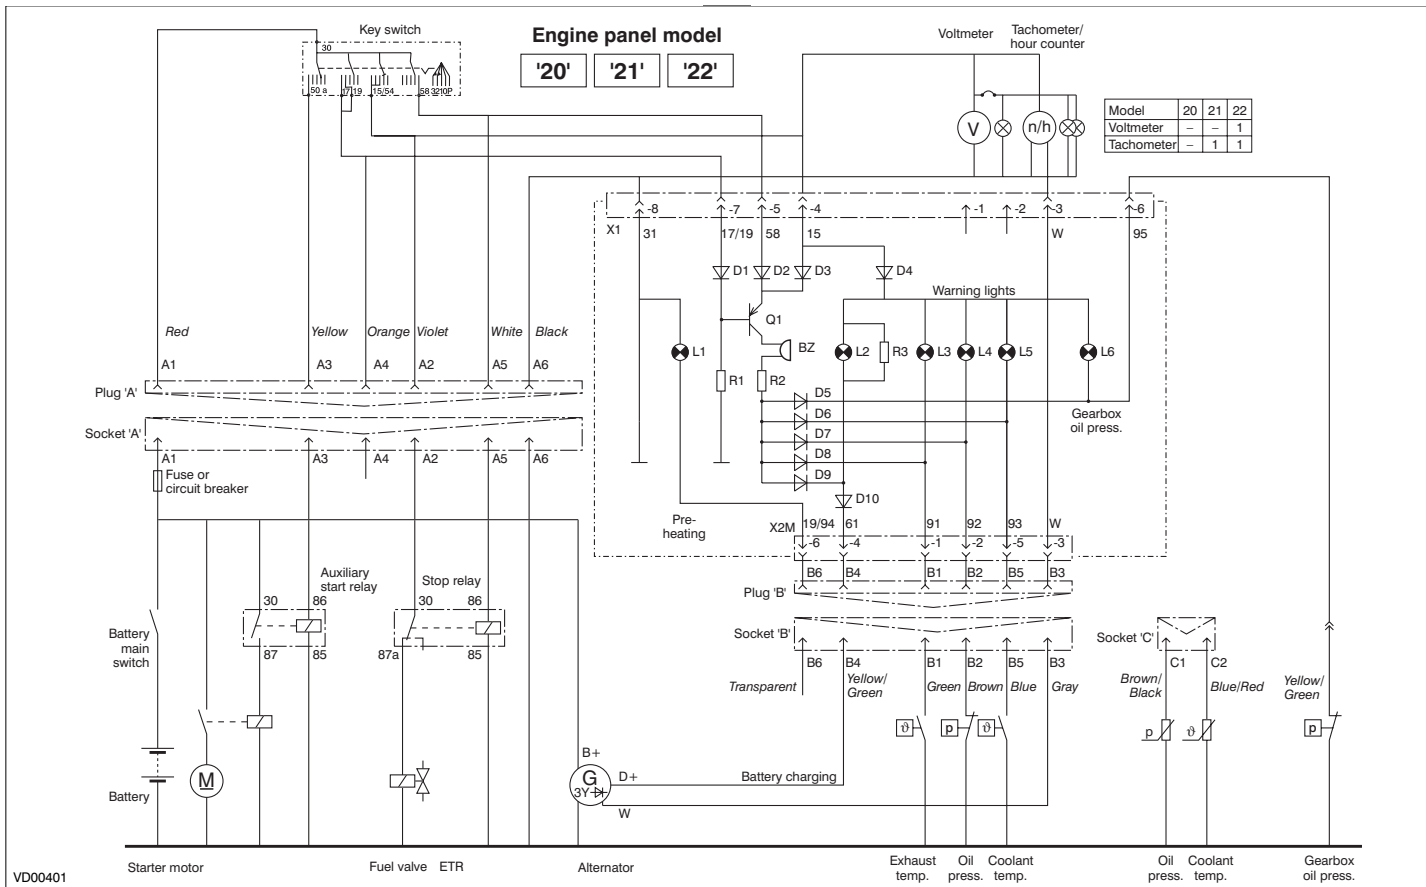 Key switch
Engine panel model
'20' '21' '22'
Voltmeter
Tachometer/
hour counter
30
50 a 17/19 15/54 58 3210P
V
n/h
Model 20 21 22
Voltmeter – – 1
Tachometer – 1 1
-8 -7 -5 -4 -1 -2 -3 -6
X1 31 17/19 58 15 W 95
D1 D2 D3 D4
Warning lights
Q1
Red Yellow Orange Violet White Black
BZ
L1 L2 R3 L3 L4 L5 L6
A1 A3 A4 A2 A5 A6
R1 R2
Plug 'A'
D5
D6
D7
D8
D9
D10
Gearbox
oil press.
Socket 'A'
A1 A3 A4 A2 A5 A6
Fuse or
circuit breaker
Pre-
heating
X2M 19/94 61 91 92 93 W
-6 -4 -1 -2 -5 -3
B6 B4 B1 B2 B5 B3
Plug 'B'
Auxiliary
start relay
Stop relay
30 86 30 86
87 85 87a 85
Battery
main
switch
Socket 'B'
B6 B4 B1 B2 B5 B3
Transparent
Yellow/
Green
Green Brown Blue Gray
Socket 'C'
C1 C2
Brown/
Black
Blue/Red
Yellow/
Green
ϑ p ϑ
p ϑ
p
B+
G
3Y
D+
W
Battery charging
M
Battery
Starter motor
Fuel valve ETR
Alternator
Exhaust
temp.
Oil
press.
Coolant
temp.
Oil
press.
Coolant
temp.
Gearbox
oil press.
VD00401